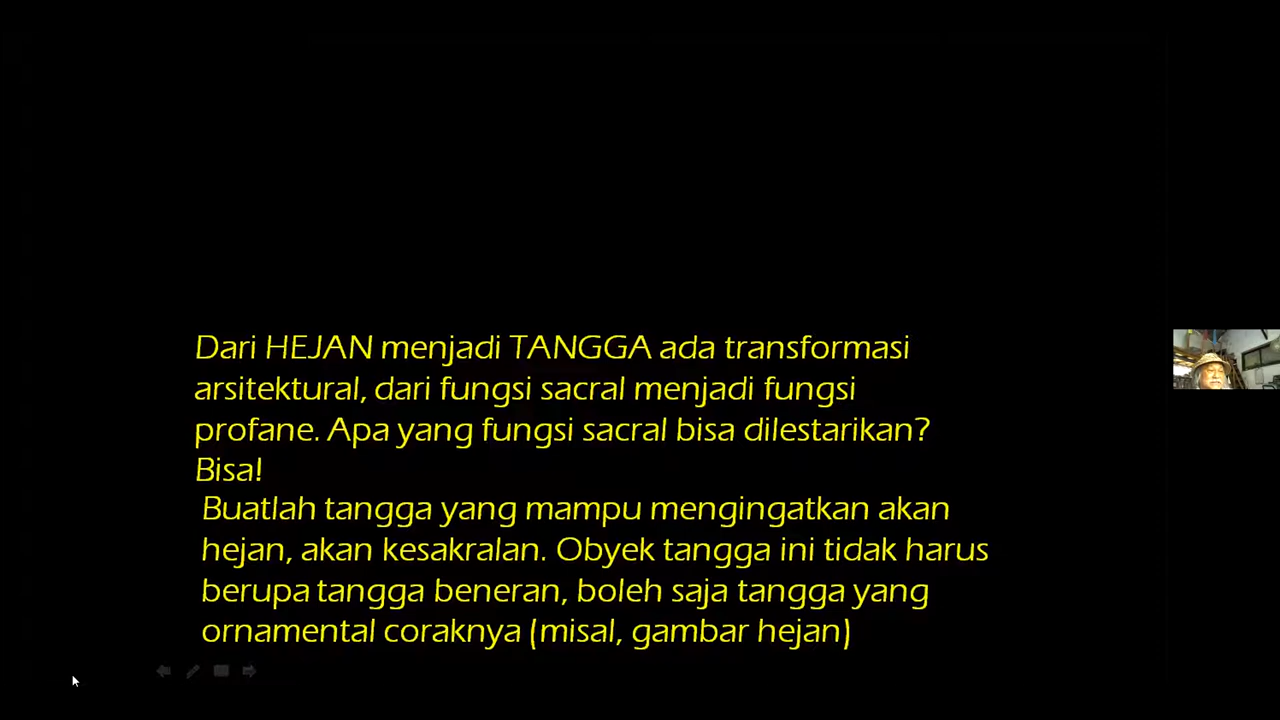 Dari HEJAN menjadi TANGGA ada transformasi
arsitektural, dari fungsi sacral menjadi fungsi
profane. Apa yang fungsi sacral bisa dilestarikan?
Bisa!
Buatlah tangga yang mampu mengingatkan akan
hejan, akan kesakralan. Obyek tangga ini tidak harus
berupa tangga beneran, boleh saja tangga yang
ornamental coraknya (misal, gambar hejan)